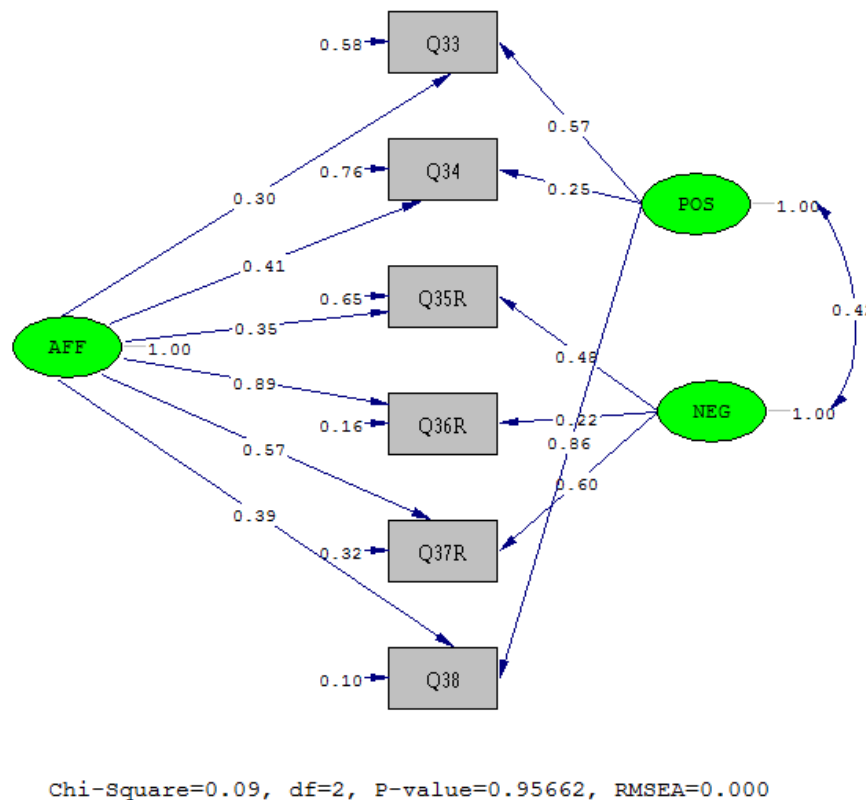 0.58 Q33
0.57
0.76 Q34
0.25 POS 1.00
0.30
0.41
0.65 Q35R
0.42
0.35
AFF 1.00
0.48
0.89
0.16 Q36R
0.22 NEG 1.00
0.86
0.57
0.60
0.39
0.32 Q37R
0.10 Q38
Chi-Square=0.09, df=2, P-value=0.95662, RMSEA=0.000